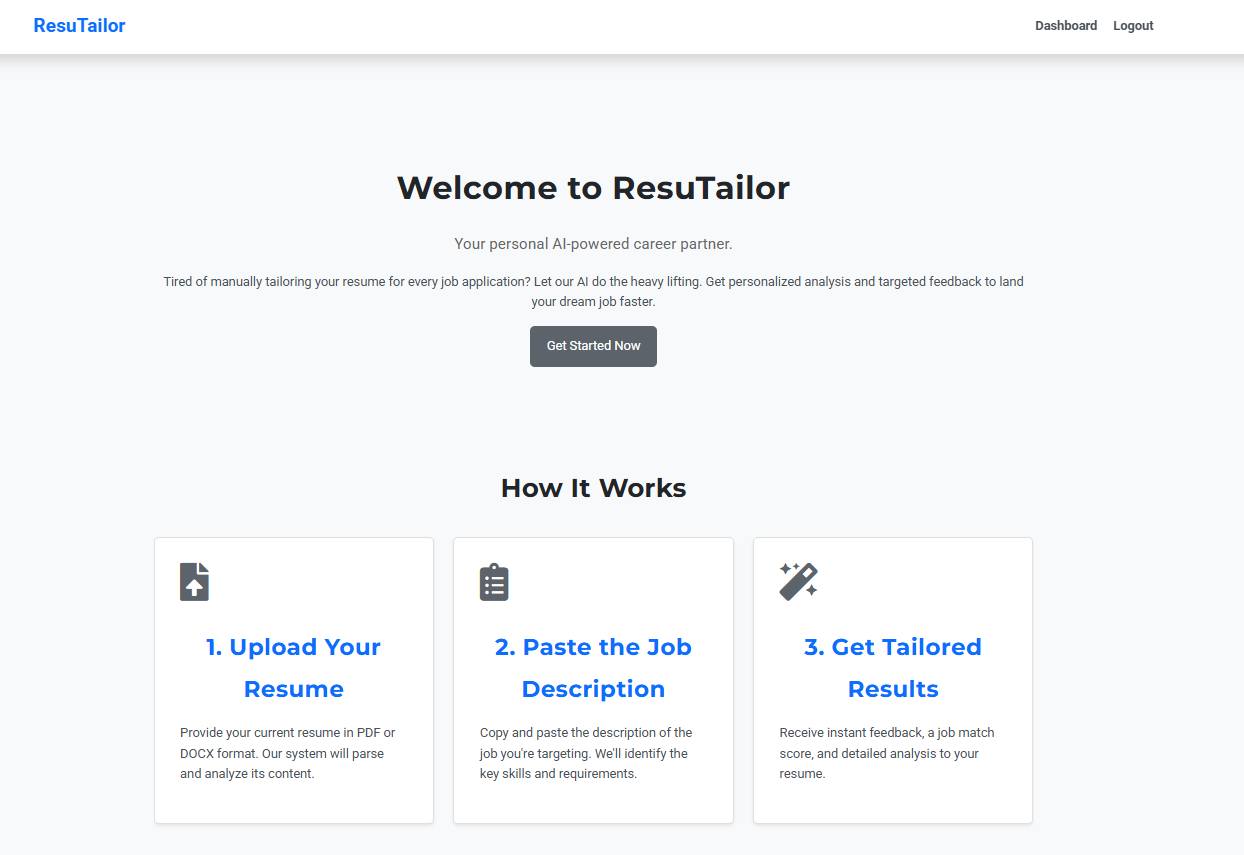 ResuTailor
Dashboard Logout
Welcome to ResuTailor
Your personal AI-powered career partner.
Tired of manually tailoring your resume for every job application? Let our AI do the heavy lifting. Get personalized analysis and targeted feedback to land
your dream job faster.
Get Started Now
How It Works
1. Upload Your
Resume
Provide your current resume in PDF or
DOCX format. Our system will parse
and analyze its content.
2. Paste the Job
Description
Copy and paste the description of the
job you're targeting. We'll identify the
key skills and requirements.
3. Get Tailored
Results
Receive instant feedback, a job match
score, and detailed analysis to your
resume.